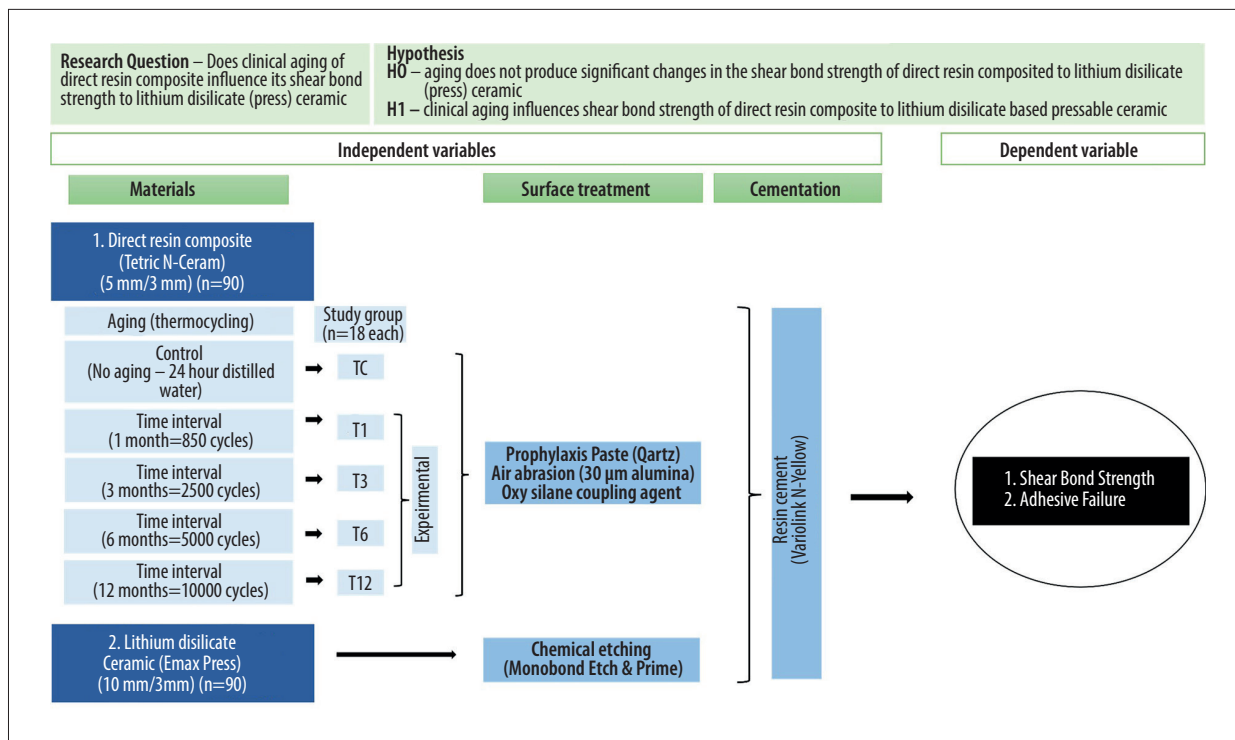 Research Question – Does clinical aging of
direct resin composite influence its shear bond
strength to lithium disilicate (press) ceramic
Hypothesis
H0 – aging does not produce significant changes in the shear bond strength of direct resin composited to lithium disilicate
(press) ceramic
H1 – clinical aging influences shear bond strength of direct resin composite to lithium disilicate based pressable ceramic
Independent variables
Dependent variable
Materials
Surface treatment
Cementation
1. Direct resin composite
(Tetric N-Ceram)
(5 mm/3 mm) (n=90)
Aging (thermocycling)
Study group
(n=18 each)
Control
(No aging – 24 hour distilled
water)
TC
Time interval
(1 month=850 cycles)
T1
Time interval
(3 months=2500 cycles)
T3
Time interval
(6 months=5000 cycles)
T6
Time interval
(12 months=10000 cycles)
T12
Expeimental
Prophylaxis Paste (Qartz)
Air abrasion (30 µm alumina)
Oxy silane coupling agent
Resin cement
(Variolink N-Yellow)
1. Shear Bond Strength
2. Adhesive Failure
2. Lithium disilicate
Ceramic (Emax Press)
(10 mm/3mm) (n=90)
Chemical etching
(Monobond Etch & Prime)